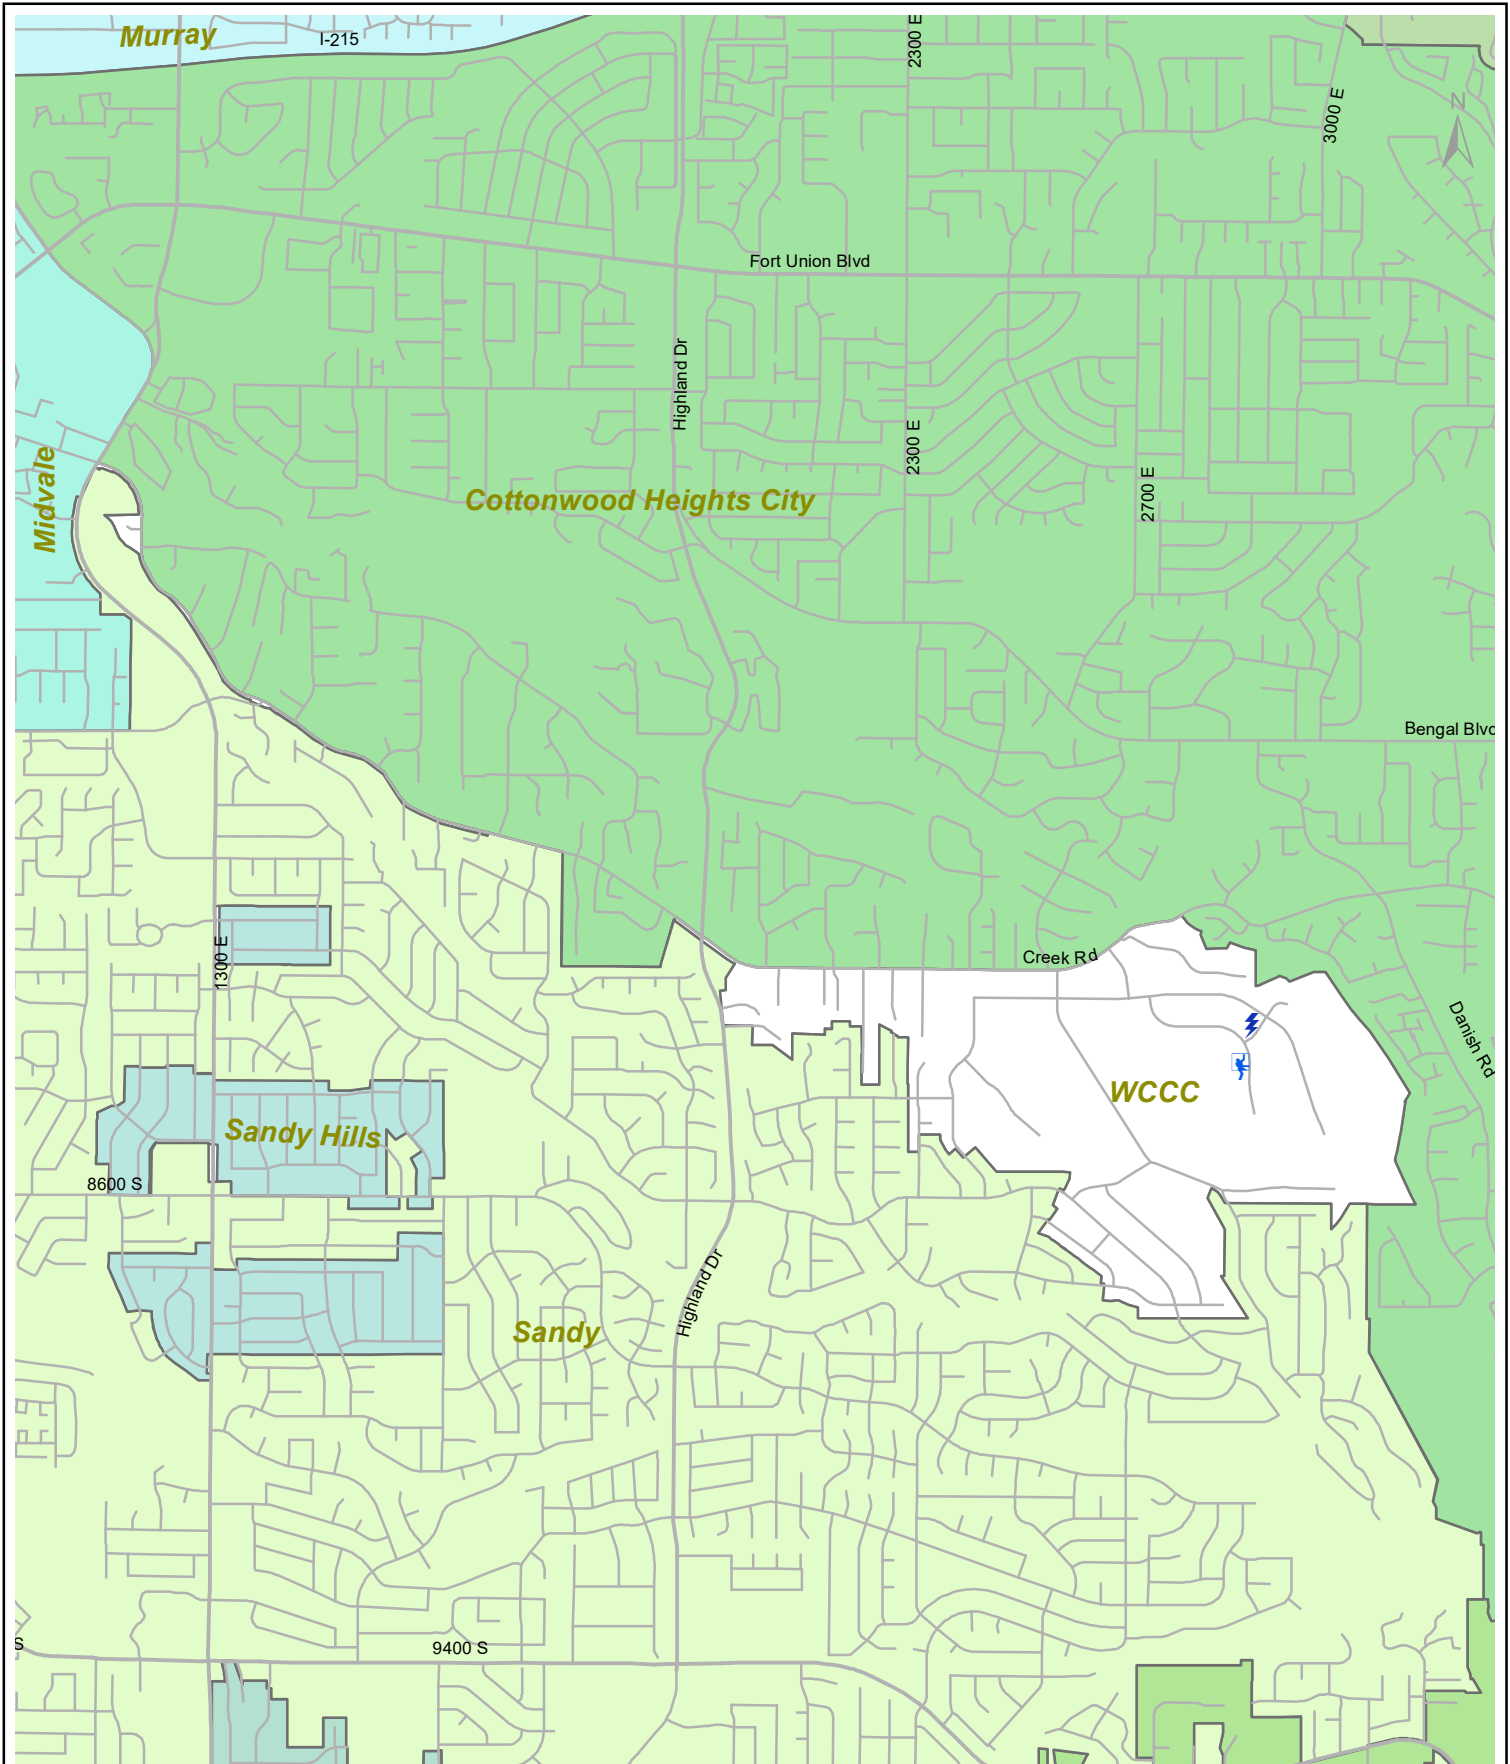 Murray
I-215
2300 E
3000 E
N
Fort Union Blvd
Highland Dr
2300 E
Midvale
Cottonwood Heights City
2700 E
Bengal Blvd
1300 E
Creek Rd
Danish Rd
WCCC
Sandy Hills
8600 S
Highland Dr
Sandy
S
9400 S